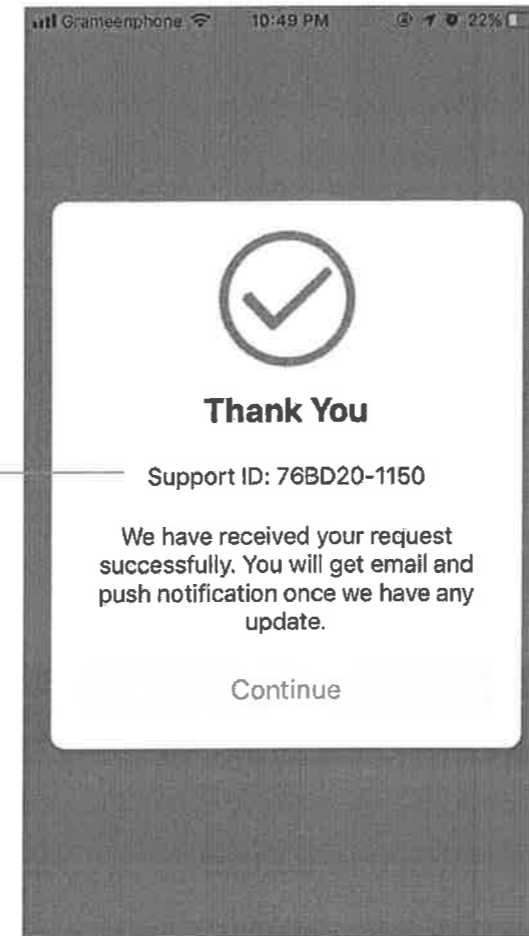 Grameenphone 10:49 PM 22%
Thank You
Support ID: 76BD20-1150
We have received your request
successfully. You will get email and
push notification once we have any
update.
Continue